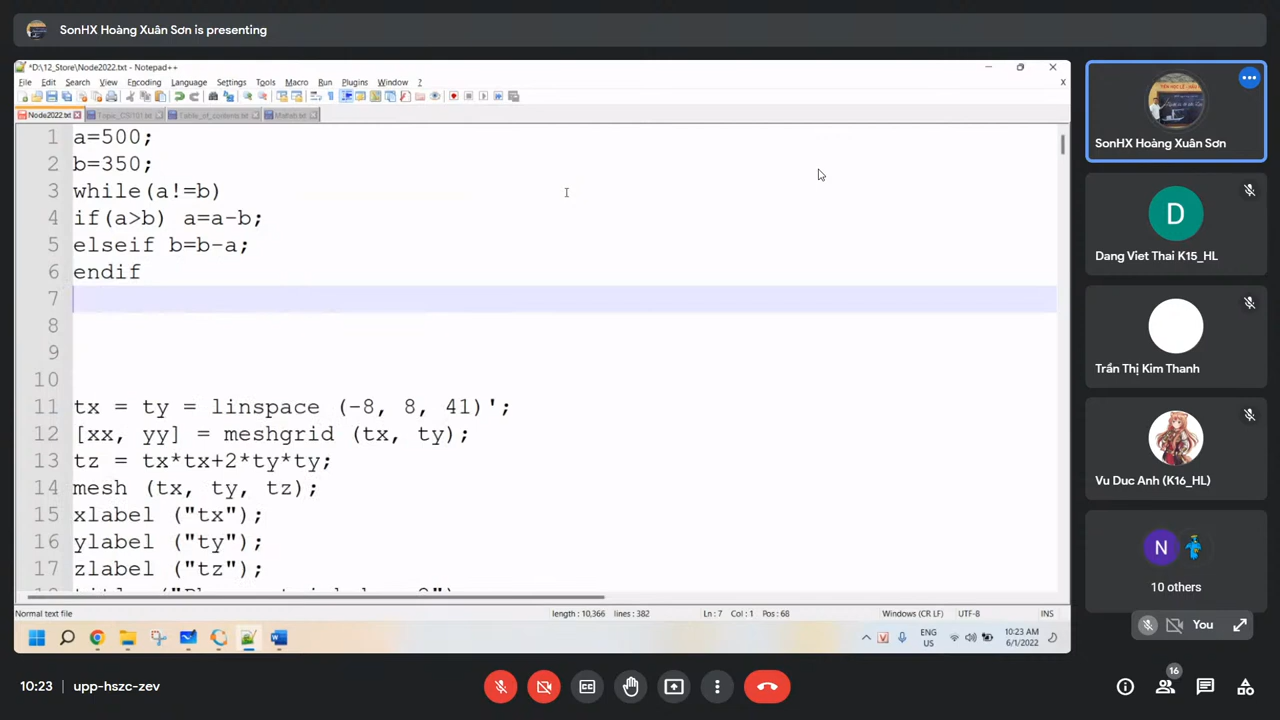 SonHX Hoàng Xuân Sơn is presenting
*D:\12_Store\Node2022.txt - Notepad++
File Edit Search View Encoding Language Settings Tools Macro Run Plugins Window ?
Node2022.txt Table_of_contents.txt Matlab.txt
1 a=500;
2 b=350;
3 while(a!=b)
4 if(a>b) a=a-b;
5 elseif b=b-a;
6 endif
7
8
9
10
11 tx = ty = linspace (-8, 8, 41)';
12 [xx, yy] = meshgrid (tx, ty);
13 tz = tx*tx+2*ty*ty;
14 mesh (tx, ty, tz);
15 xlabel ("tx");
16 ylabel ("ty");
17 zlabel ("tz");
Normal text file length : 10,366 lines : 382 Ln : 7 Col : 1 Pos : 68 Windows (CR LF) UTF-8 INS
ENG
US
10:23 AM
6/1/2022
SonHX Hoàng Xuân Sơn
D
Dang Viet Thai K15_HL
Trần Thị Kim Thanh
Vu Duc Anh (K16_HL)
N
10 others
You
10:23 | upp-hszc-zev
16